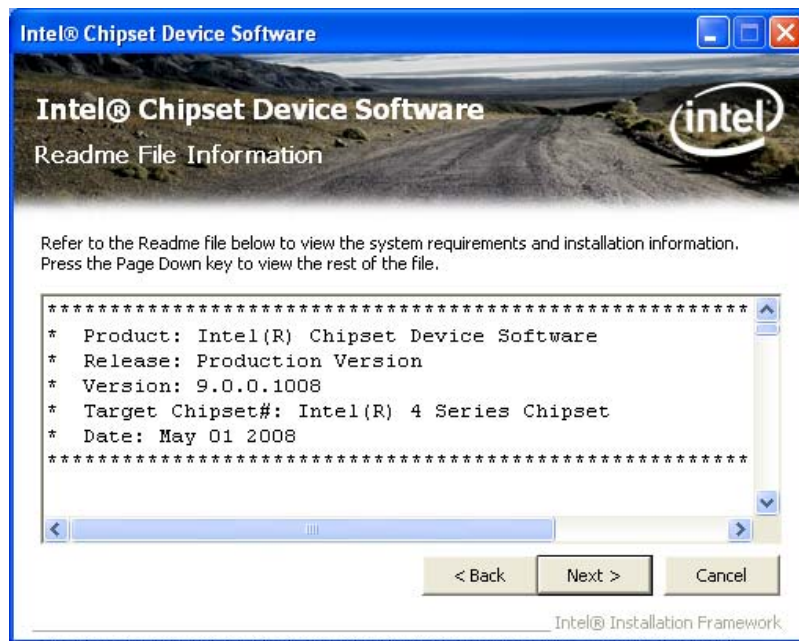 Intel® Chipset Device Software
Intel® Chipset Device Software
intel
Readme File Information
Refer to the Readme file below to view the system requirements and installation information.
Press the Page Down key to view the rest of the file.
********************************************************
* Product: Intel(R) Chipset Device Software
* Release: Production Version
* Version: 9.0.0.1008
* Target Chipset#: Intel(R) 4 Series Chipset
* Date: May 01 2008
********************************************************
< Back Next > Cancel
Intel® Installation Framework